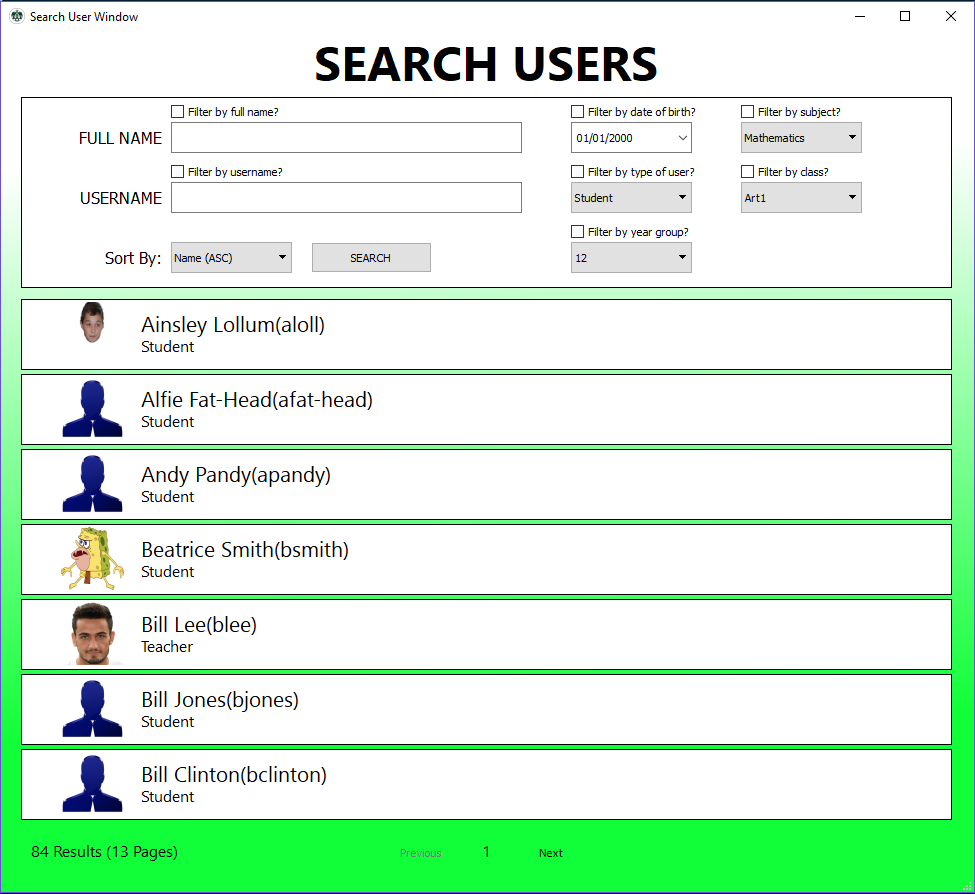 Search User Window
SEARCH USERS
Filter by full name?
Filter by date of birth?
Filter by subject?
FULL NAME
01/01/2000
Mathematics
Filter by username?
Filter by type of user?
Filter by class?
USERNAME
Student
Art1
Filter by year group?
Sort By:
Name (ASC)
SEARCH
12
Ainsley Lollum(aloll)
Student
Alfie Fat-Head(afat-head)
Student
Andy Pandy(apandy)
Student
Beatrice Smith(bsmith)
Student
Bill Lee(blee)
Teacher
Bill Jones(bjones)
Student
Bill Clinton(bclinton)
Student
84 Results (13 Pages)
Previous
1
Next